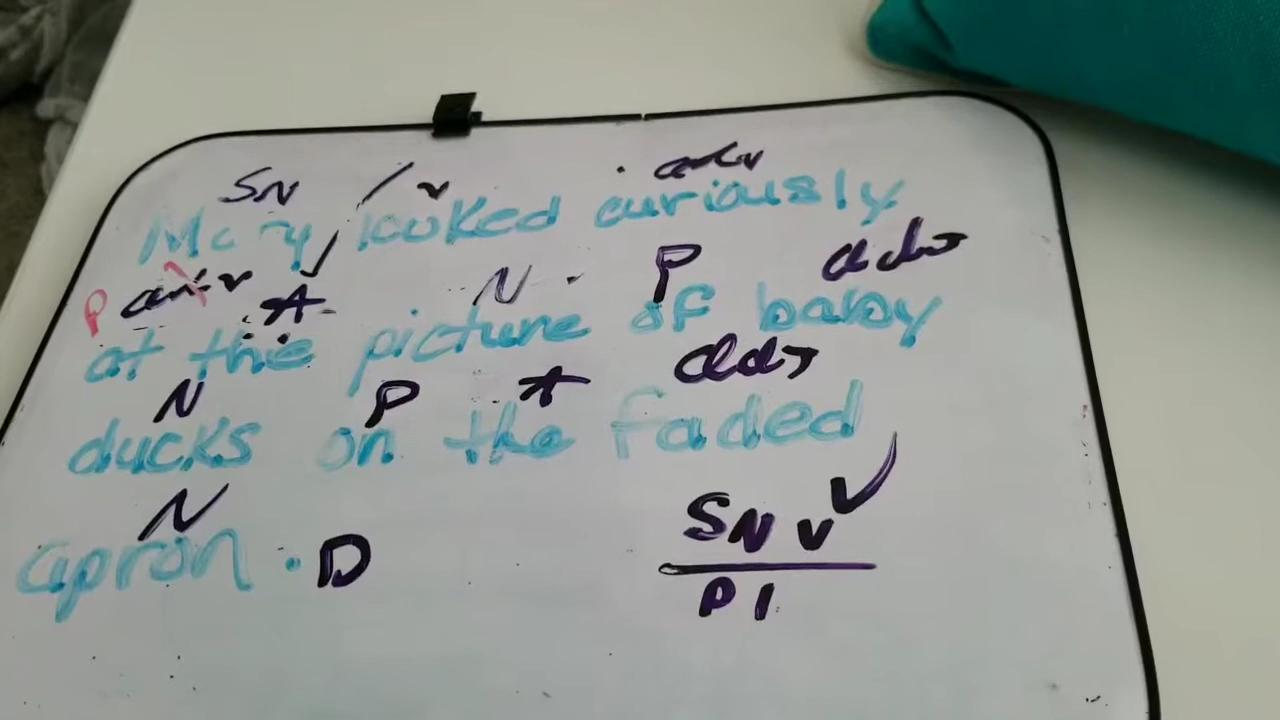 SN / v . adv
Mary looked curiously
P adv A N . P adj
at the picture of baby
N P A adj
ducks on the faded
N
apron. D
SN V ✓
P1